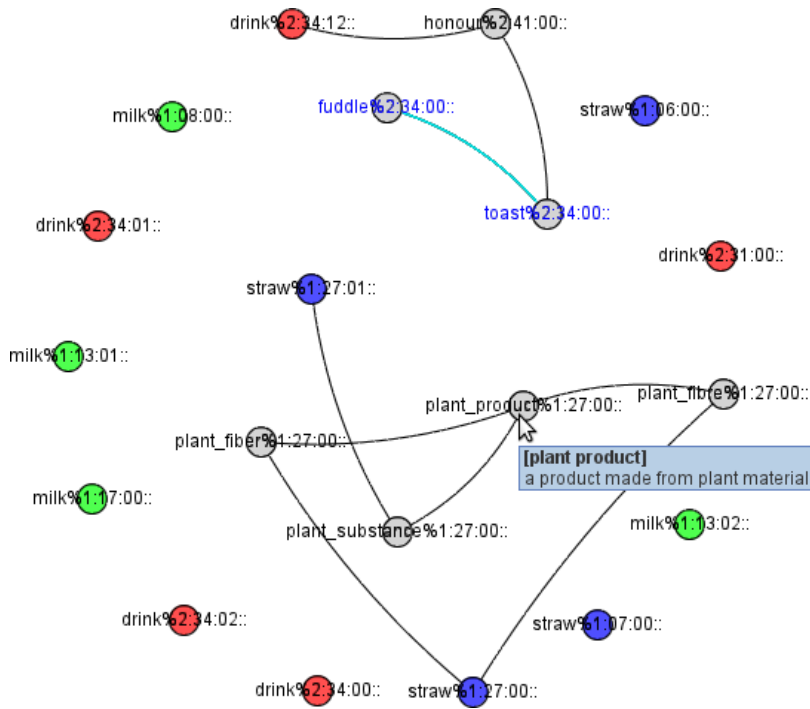 drink%2:34:12::
honour%2:41:00::
fuddle%2:34:00::
milk%1:08:00::
straw%1:06:00::
toast%2:34:00::
drink%2:34:01::
drink%2:31:00::
straw%1:27:01::
milk%1:13:01::
plant_product%1:27:00::
plant_fibre%1:27:00::
plant_fiber%1:27:00::
[plant product]
a product made from plant material
milk%1:17:00::
milk%1:13:02::
plant_substance%1:27:00::
drink%2:34:02::
straw%1:07:00::
drink%2:34:00::
straw%1:27:00::